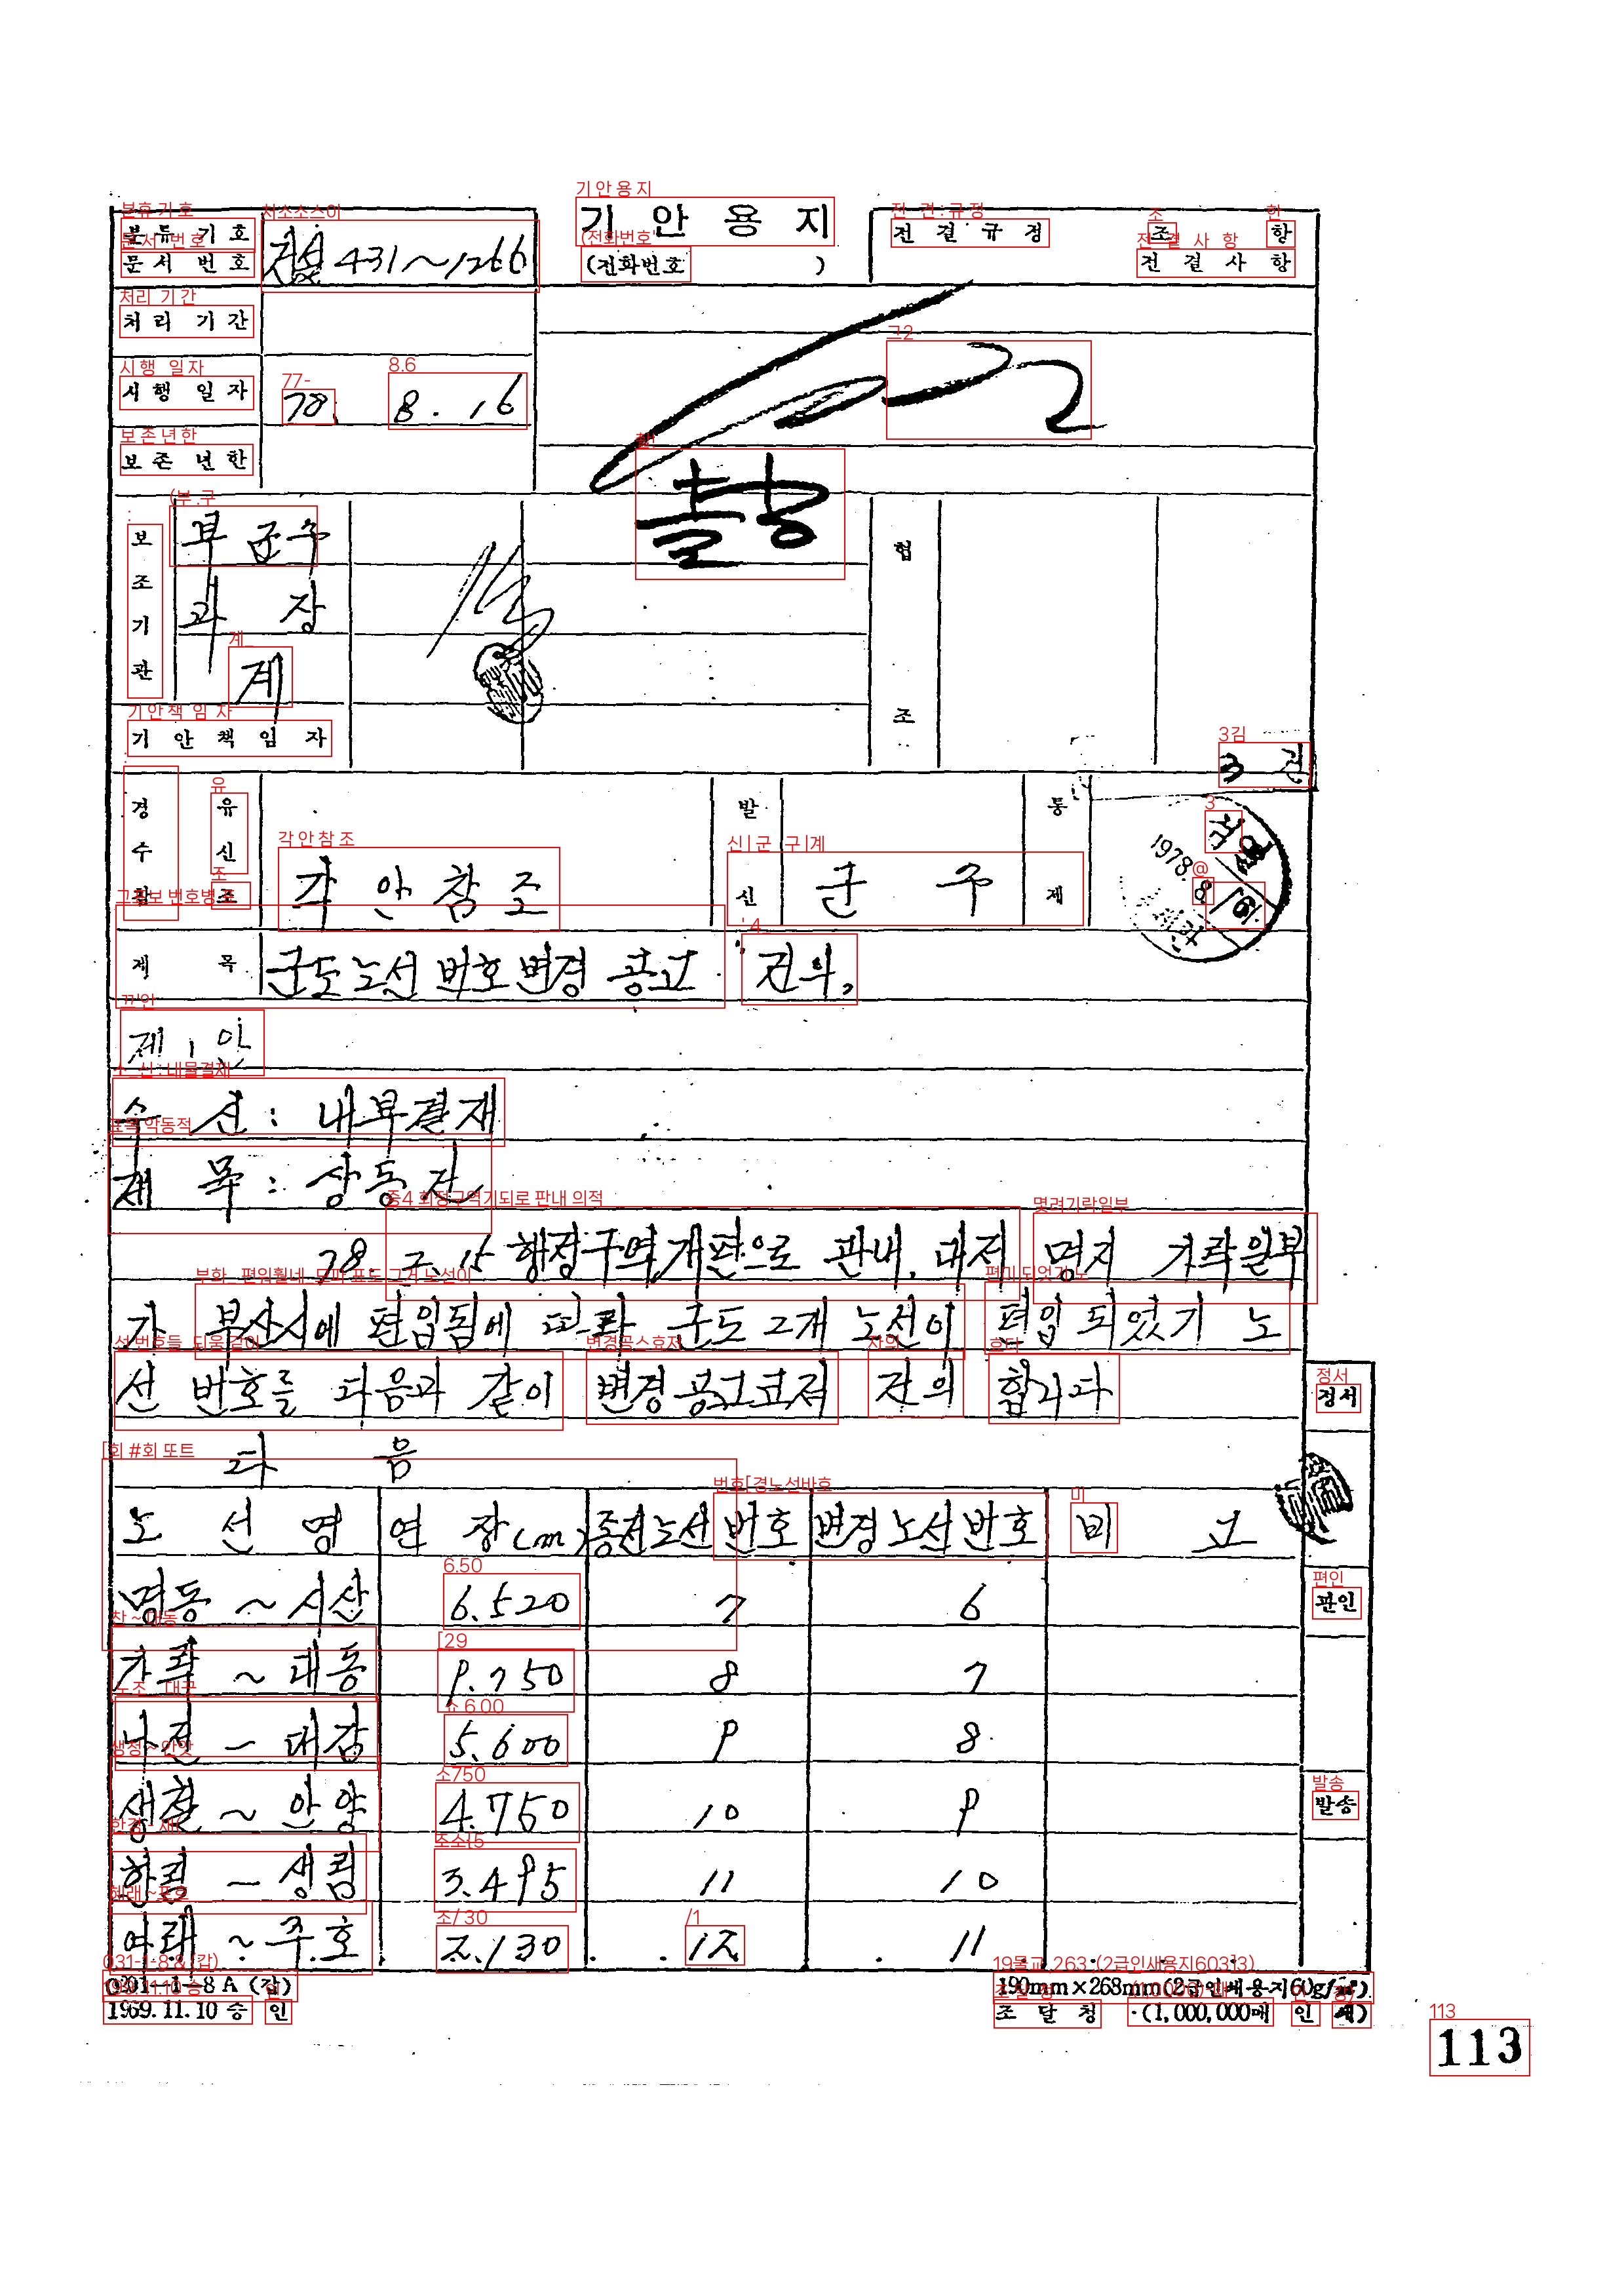 분류기호
문서번호
건설 431~1266
기 안 용 지
(전화번호 )
전결규정 조 항
전결사항
처리기간
시행일자 78. 8. 16
보존년한
보조기관
부군수
과 장
계
협조
기안책임자
경유
수신
참조
각 안 참 조
발신
군 수
통제
1978. 8. 16
제 목 군도 노선 번호 변경 공고 건의,
제 1 안
수 신 : 내부결재
제 목 : 상동건
78. 7. 15 행정구역개편으로 관내, 대저 명지 가락일부
가 부산시에 편입됨에 따라 군도 2개 노선이 편입 되었기 노
선 번호를 다음과 같이 변경 공고코저 건의 합니다
다 음
노 선 명 연 장(m) 종전노선번호 변경노선번호 비 고
명동 ~ 시산 6.520 7 6
가락 ~ 대동 9.750 8 7
나전 ~ 대감 5.600 9 8
생철 ~ 안양 4.750 10 9
하림 ~ 생림 3.495 11 10
여래 ~ 주호 2.130 12 11
정서
관인
발송
0201-1-8A (갑)
1969. 11. 10 승 인
190mm×268mm(2급인쇄용지60g/㎡)
조 달 청 (1,000,000매 인 쇄)
113